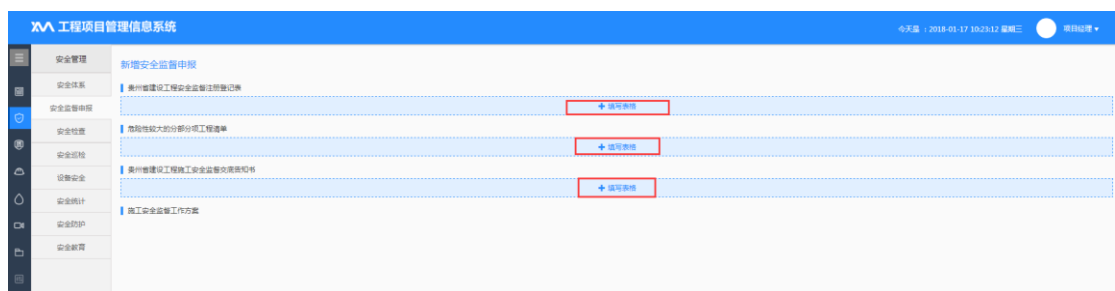 工程项目管理信息系统
今天是 ：2018-01-17 10:23:12 星期三
项目经理
安全管理
安全体系
安全监督申报
安全检查
安全巡检
设备安全
安全统计
安全防护
安全教育
新增安全监督申报
贵州省建设工程安全监督注册登记表
填写表格
危险性较大的分部分项工程清单
填写表格
贵州省建设工程施工安全监督交底告知书
填写表格
施工安全监督工作方案